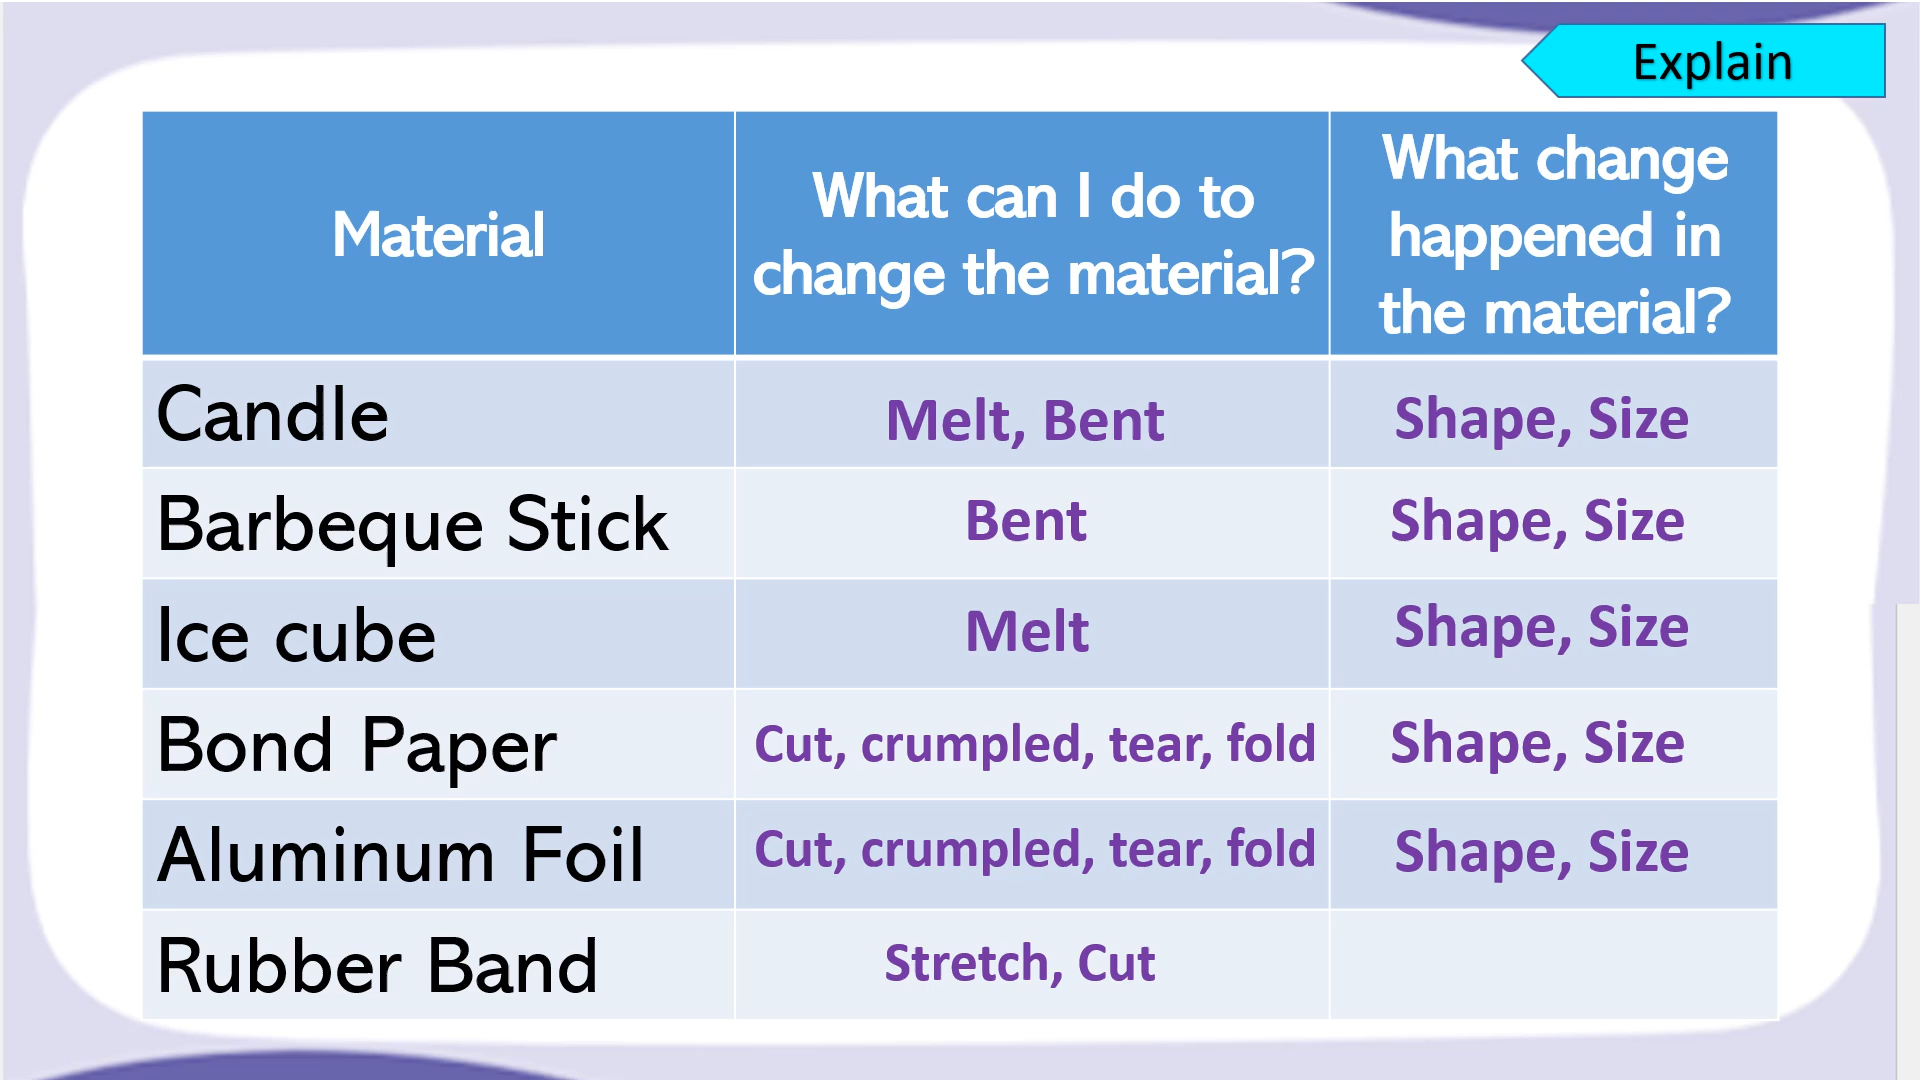 Explain
Material
What can I do to
change the material?
What change
happened in
the material?
Candle
Melt, Bent
Shape, Size
Barbeque Stick
Bent
Shape, Size
Ice cube
Melt
Shape, Size
Bond Paper
Cut, crumpled, tear, fold
Shape, Size
Aluminum Foil
Cut, crumpled, tear, fold
Shape, Size
Rubber Band
Stretch, Cut